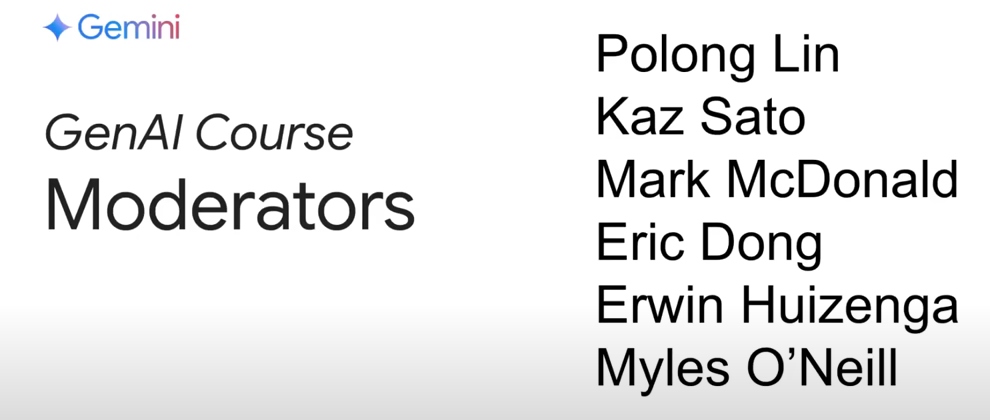 Gemini
GenAI Course
Moderators
Polong Lin
Kaz Sato
Mark McDonald
Eric Dong
Erwin Huizenga
Myles O’Neill